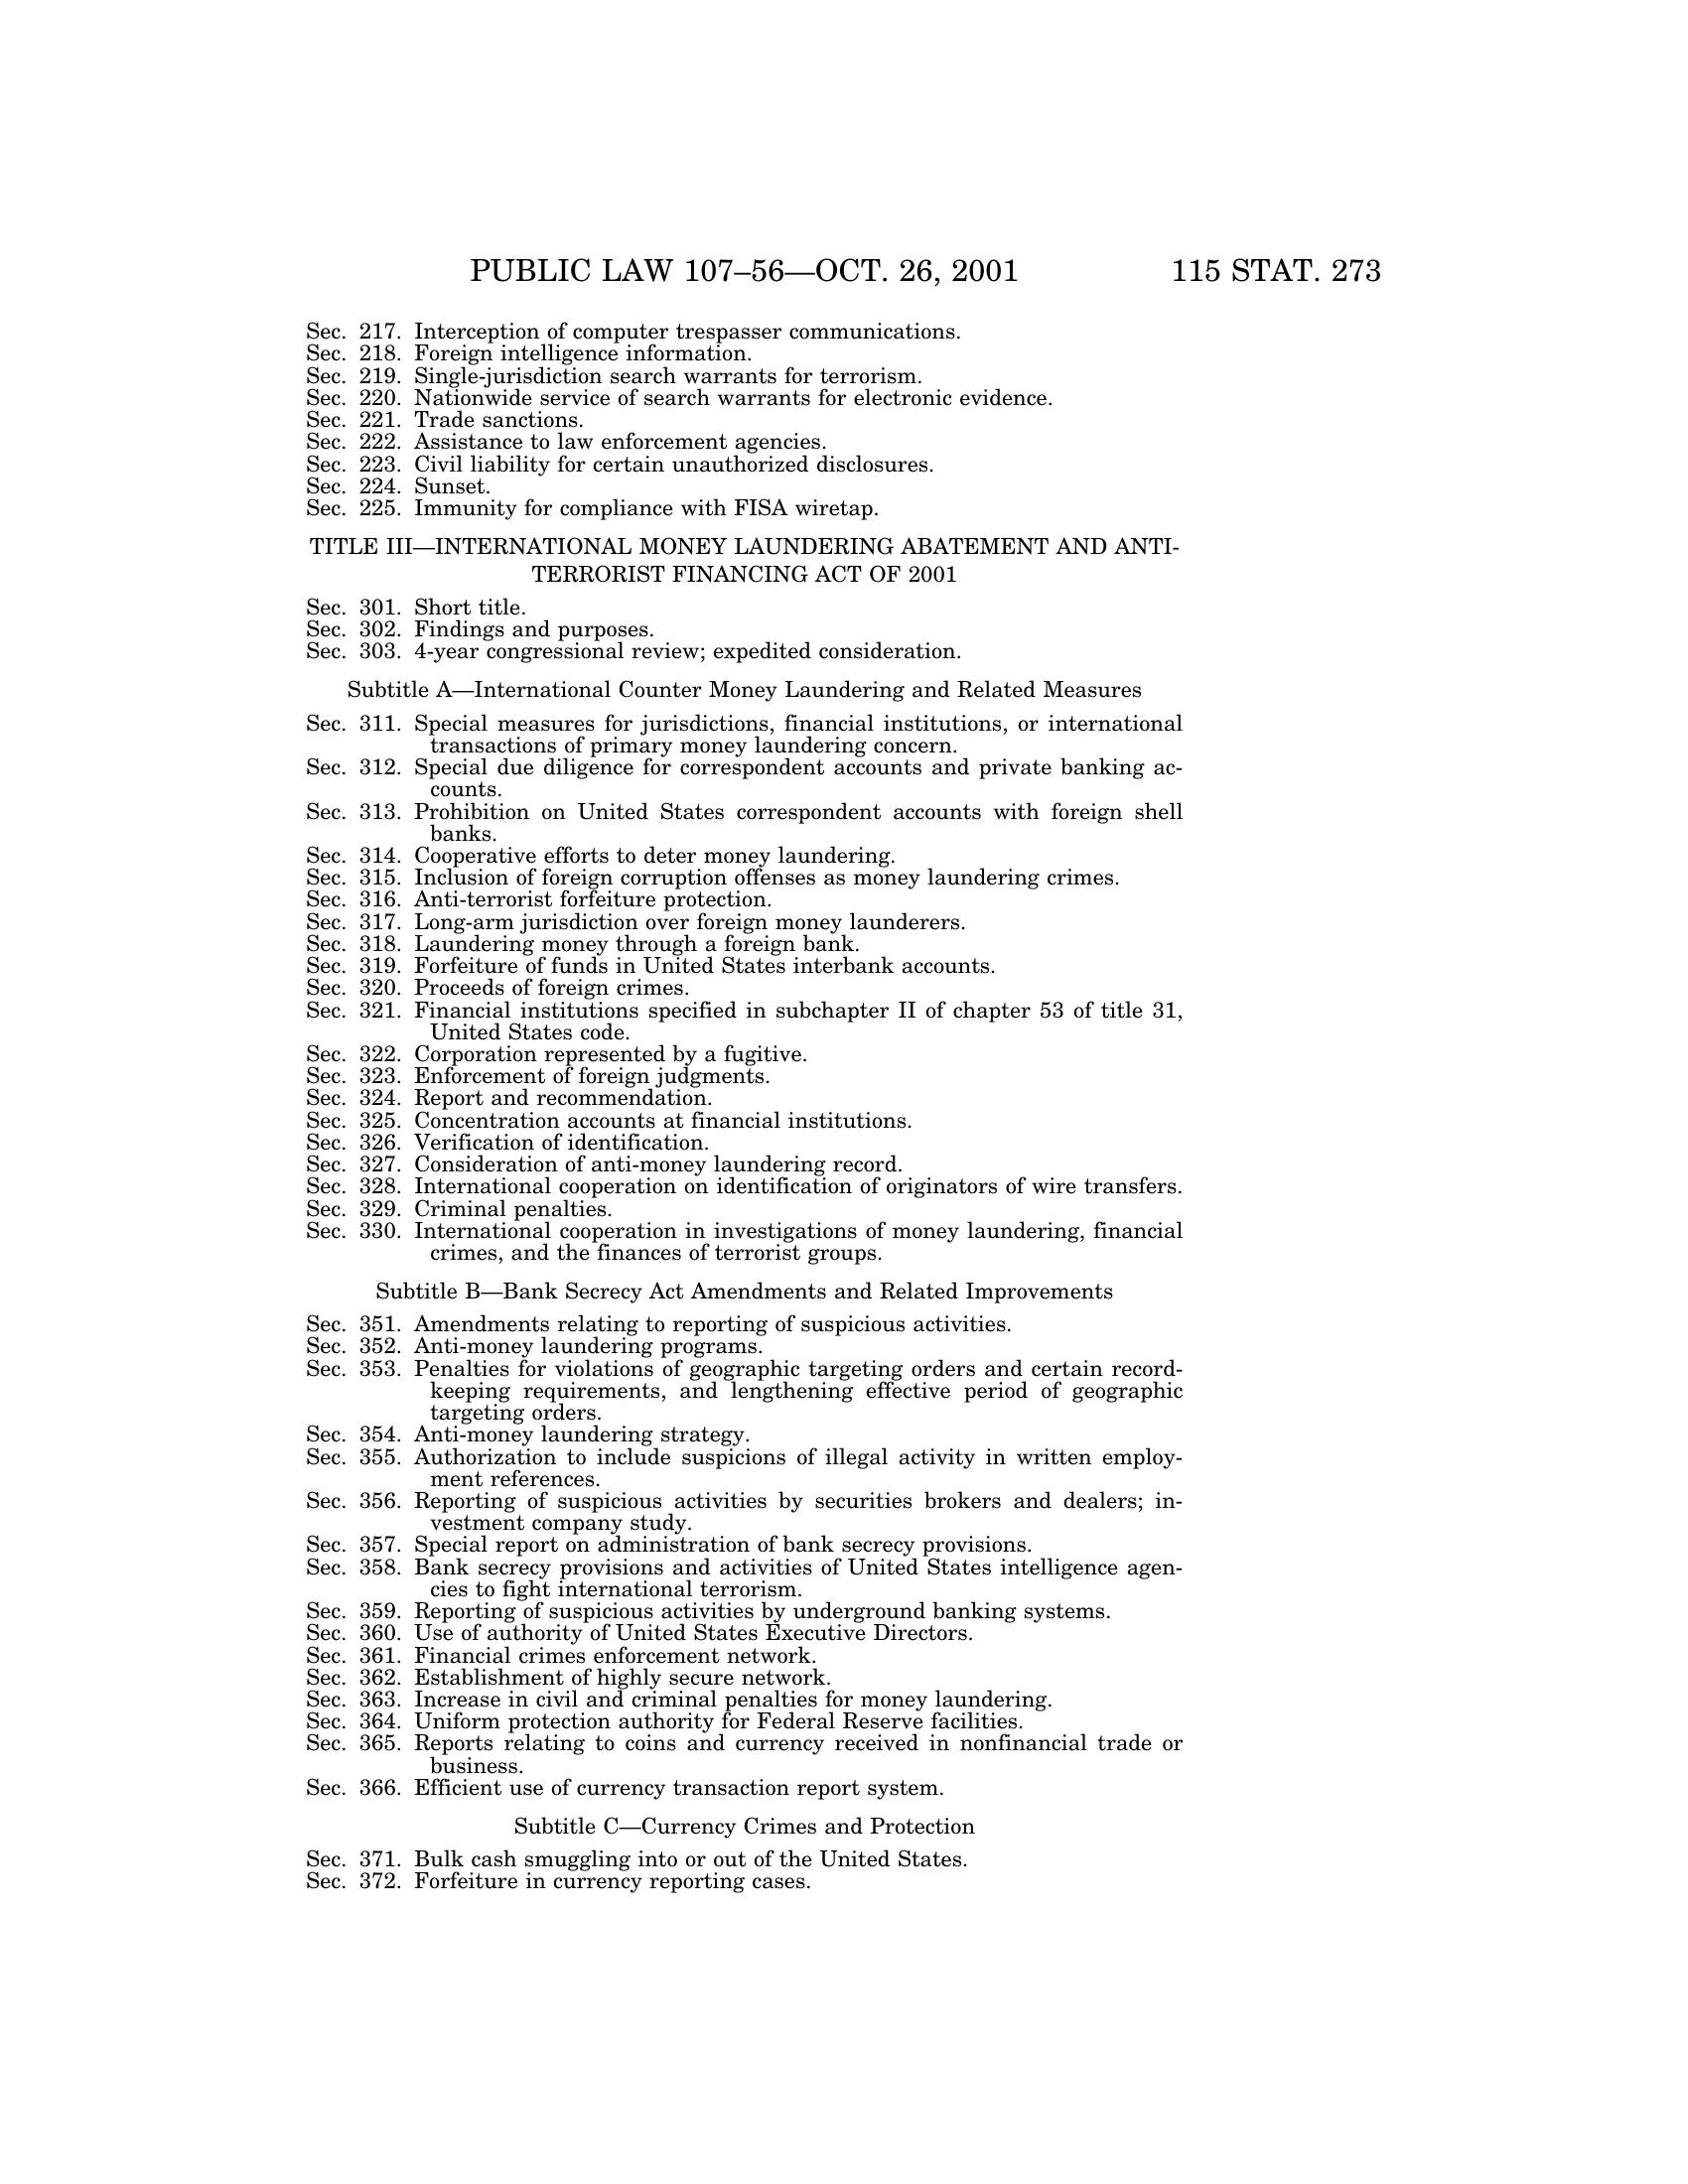 PUBLIC LAW 107–56—OCT. 26, 2001 115 STAT. 273
Sec. 217. Interception of computer trespasser communications.
Sec. 218. Foreign intelligence information.
Sec. 219. Single-jurisdiction search warrants for terrorism.
Sec. 220. Nationwide service of search warrants for electronic evidence.
Sec. 221. Trade sanctions.
Sec. 222. Assistance to law enforcement agencies.
Sec. 223. Civil liability for certain unauthorized disclosures.
Sec. 224. Sunset.
Sec. 225. Immunity for compliance with FISA wiretap.
TITLE III—INTERNATIONAL MONEY LAUNDERING ABATEMENT AND ANTI-
TERRORIST FINANCING ACT OF 2001
Sec. 301. Short title.
Sec. 302. Findings and purposes.
Sec. 303. 4-year congressional review; expedited consideration.
Subtitle A—International Counter Money Laundering and Related Measures
Sec. 311. Special measures for jurisdictions, financial institutions, or international
transactions of primary money laundering concern.
Sec. 312. Special due diligence for correspondent accounts and private banking ac-
counts.
Sec. 313. Prohibition on United States correspondent accounts with foreign shell
banks.
Sec. 314. Cooperative efforts to deter money laundering.
Sec. 315. Inclusion of foreign corruption offenses as money laundering crimes.
Sec. 316. Anti-terrorist forfeiture protection.
Sec. 317. Long-arm jurisdiction over foreign money launderers.
Sec. 318. Laundering money through a foreign bank.
Sec. 319. Forfeiture of funds in United States interbank accounts.
Sec. 320. Proceeds of foreign crimes.
Sec. 321. Financial institutions specified in subchapter II of chapter 53 of title 31,
United States code.
Sec. 322. Corporation represented by a fugitive.
Sec. 323. Enforcement of foreign judgments.
Sec. 324. Report and recommendation.
Sec. 325. Concentration accounts at financial institutions.
Sec. 326. Verification of identification.
Sec. 327. Consideration of anti-money laundering record.
Sec. 328. International cooperation on identification of originators of wire transfers.
Sec. 329. Criminal penalties.
Sec. 330. International cooperation in investigations of money laundering, financial
crimes, and the finances of terrorist groups.
Subtitle B—Bank Secrecy Act Amendments and Related Improvements
Sec. 351. Amendments relating to reporting of suspicious activities.
Sec. 352. Anti-money laundering programs.
Sec. 353. Penalties for violations of geographic targeting orders and certain record-
keeping requirements, and lengthening effective period of geographic
targeting orders.
Sec. 354. Anti-money laundering strategy.
Sec. 355. Authorization to include suspicions of illegal activity in written employ-
ment references.
Sec. 356. Reporting of suspicious activities by securities brokers and dealers; in-
vestment company study.
Sec. 357. Special report on administration of bank secrecy provisions.
Sec. 358. Bank secrecy provisions and activities of United States intelligence agen-
cies to fight international terrorism.
Sec. 359. Reporting of suspicious activities by underground banking systems.
Sec. 360. Use of authority of United States Executive Directors.
Sec. 361. Financial crimes enforcement network.
Sec. 362. Establishment of highly secure network.
Sec. 363. Increase in civil and criminal penalties for money laundering.
Sec. 364. Uniform protection authority for Federal Reserve facilities.
Sec. 365. Reports relating to coins and currency received in nonfinancial trade or
business.
Sec. 366. Efficient use of currency transaction report system.
Subtitle C—Currency Crimes and Protection
Sec. 371. Bulk cash smuggling into or out of the United States.
Sec. 372. Forfeiture in currency reporting cases.